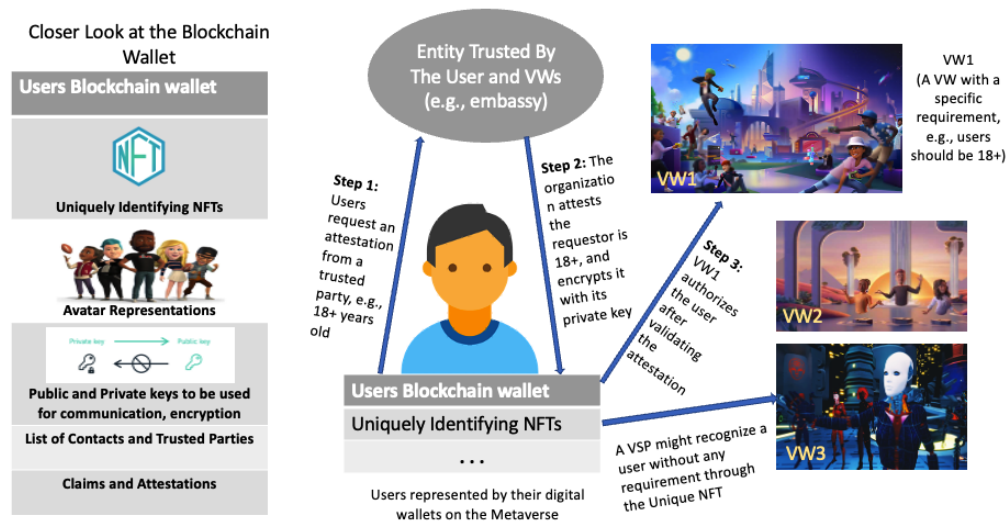 Closer Look at the Blockchain
Wallet
Users Blockchain wallet
NFT
Uniquely Identifying NFTs
Avatar Representations
Private key
Public key
Public and Private keys to be used
for communication, encryption
List of Contacts and Trusted Parties
Claims and Attestations
Entity Trusted By
The User and VWs
(e.g., embassy)
Step 1:
Users
request an
attestation
from a
trusted
party, e.g.,
18+ years
old
Step 2: The
organizatio
n attests
the
requestor is
18+, and
encrypts it
with its
private key
Users Blockchain wallet
Uniquely Identifying NFTs
...
Users represented by their digital
wallets on the Metaverse
Step 3:
VW1
authorizes
the user
after
validating
the
attestation
A VSP might recognize a
user without any
requirement through
the Unique NFT
VW1
VW1
(A VW with a
specific
requirement,
e.g., users
should be 18+)
VW2
VW3